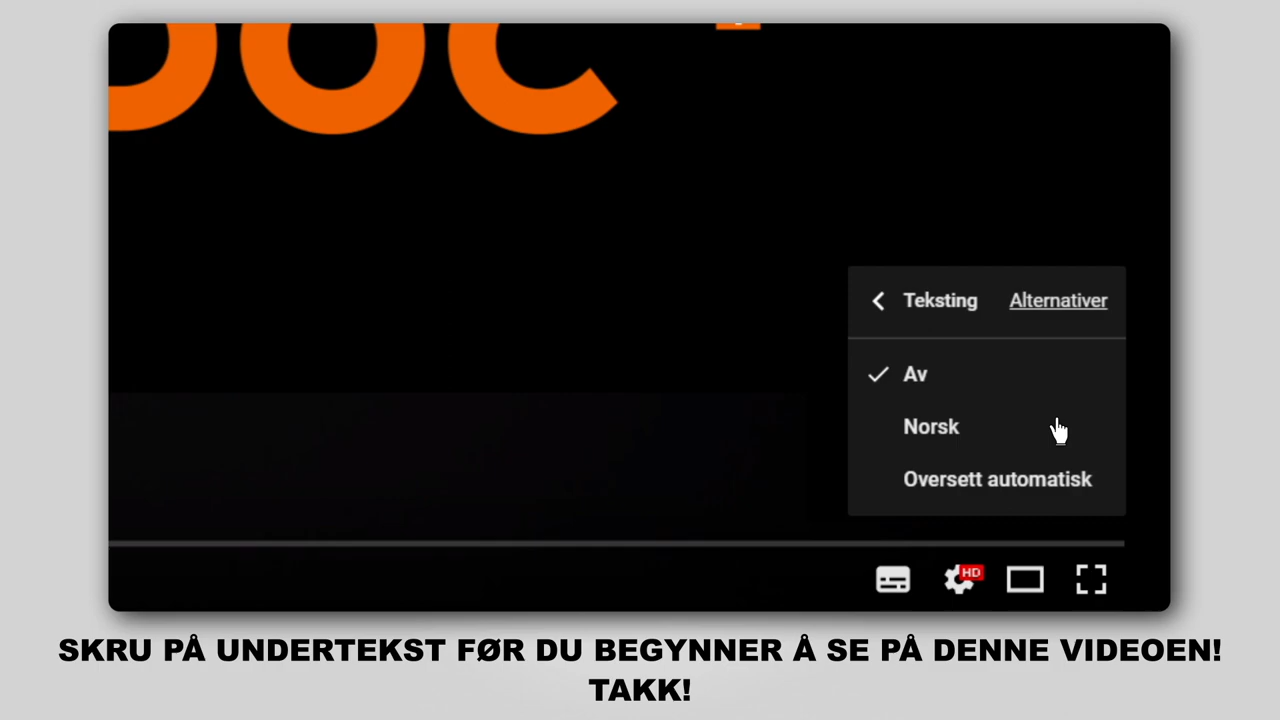 Teksting Alternativer
Av
Norsk
Oversett automatisk
HD
SKRU PÅ UNDERTEKST FØR DU BEGYNNER Å SE PÅ DENNE VIDEOEN!
TAKK!